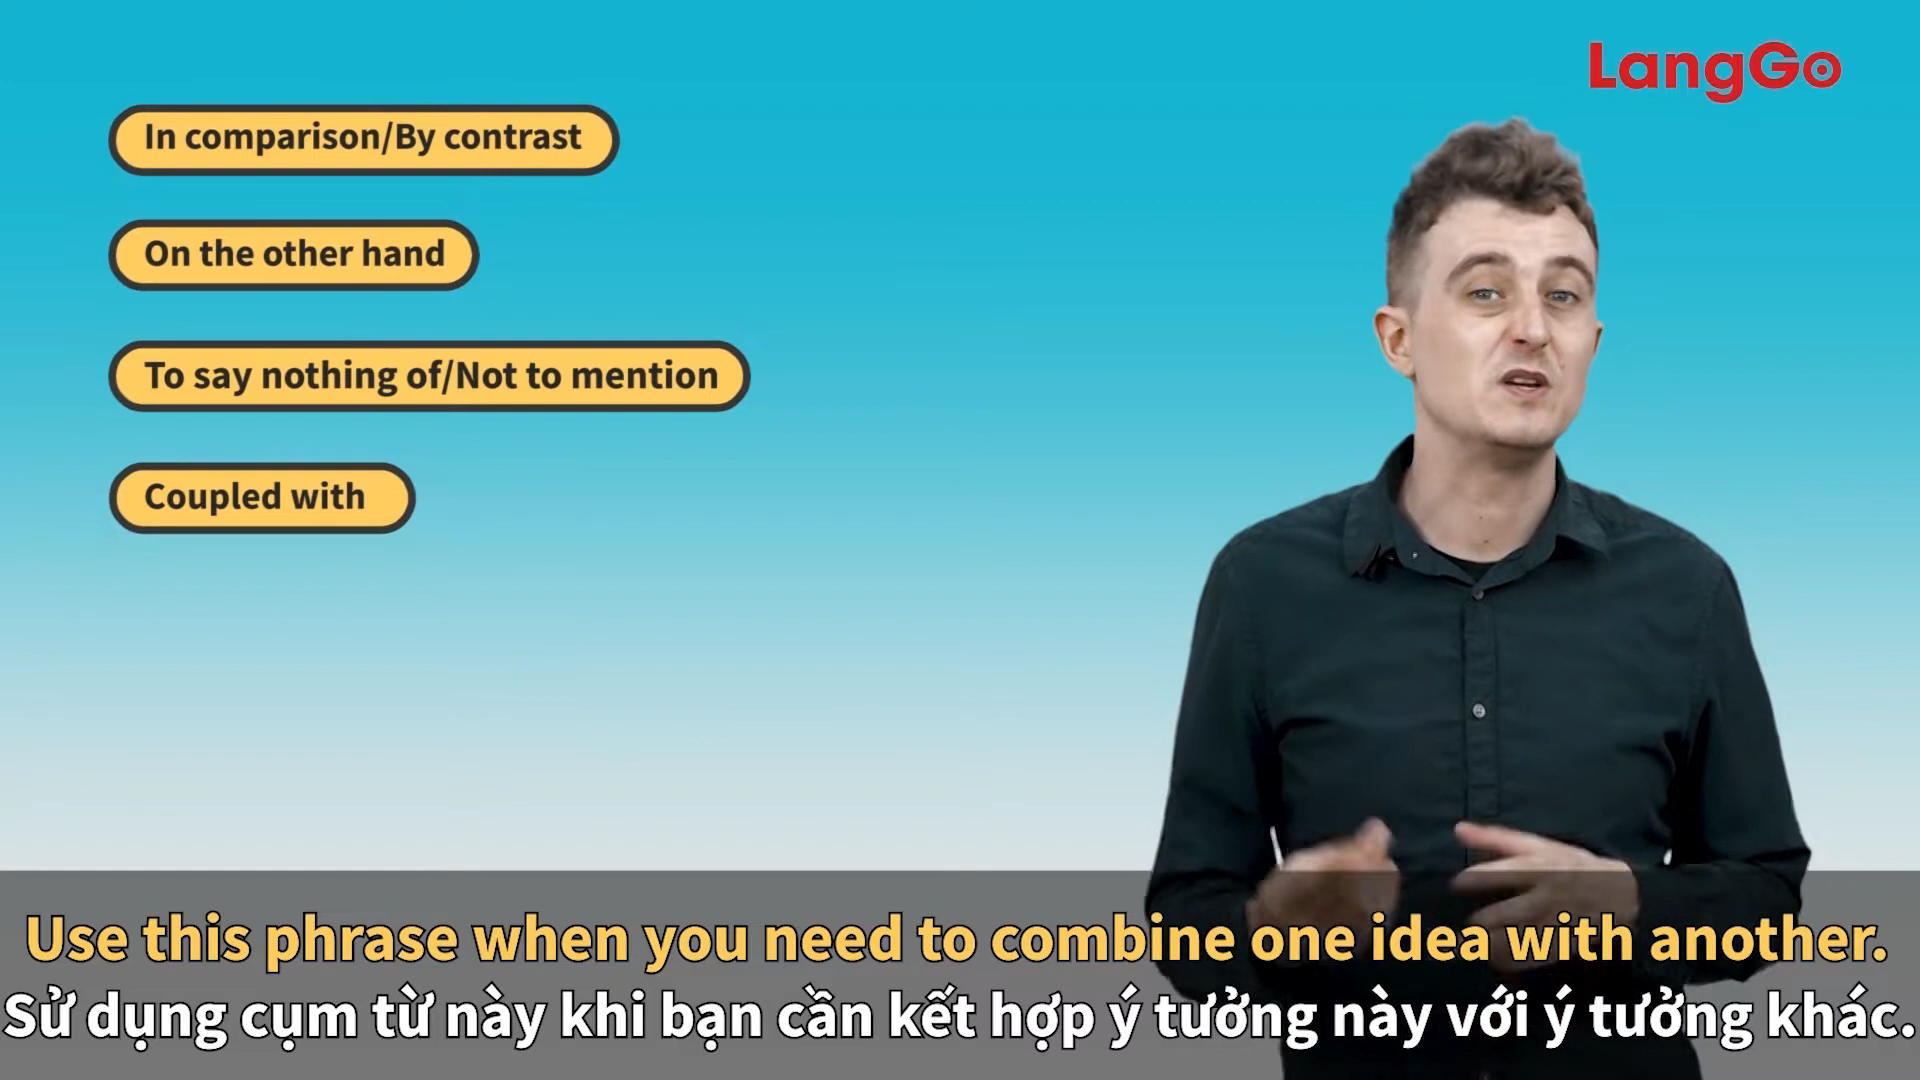 LangGo
In comparison/By contrast
On the other hand
To say nothing of/Not to mention
Coupled with
Use this phrase when you need to combine one idea with another.
Sử dụng cụm từ này khi bạn cần kết hợp ý tưởng này với ý tưởng khác.